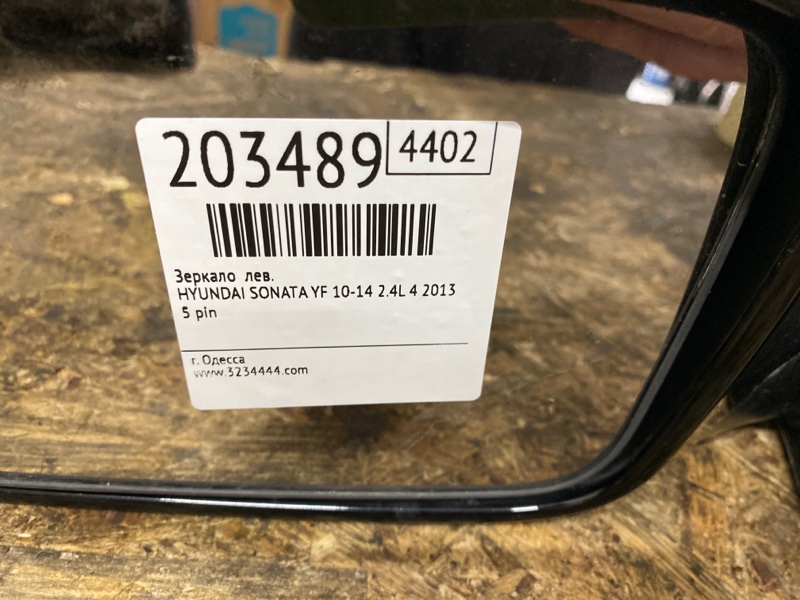 203489 4402
Зеркало лев.
HYUNDAI SONATA YF 10-14 2.4L 4 2013
5 pin
г. Одесса
www.3234444.com